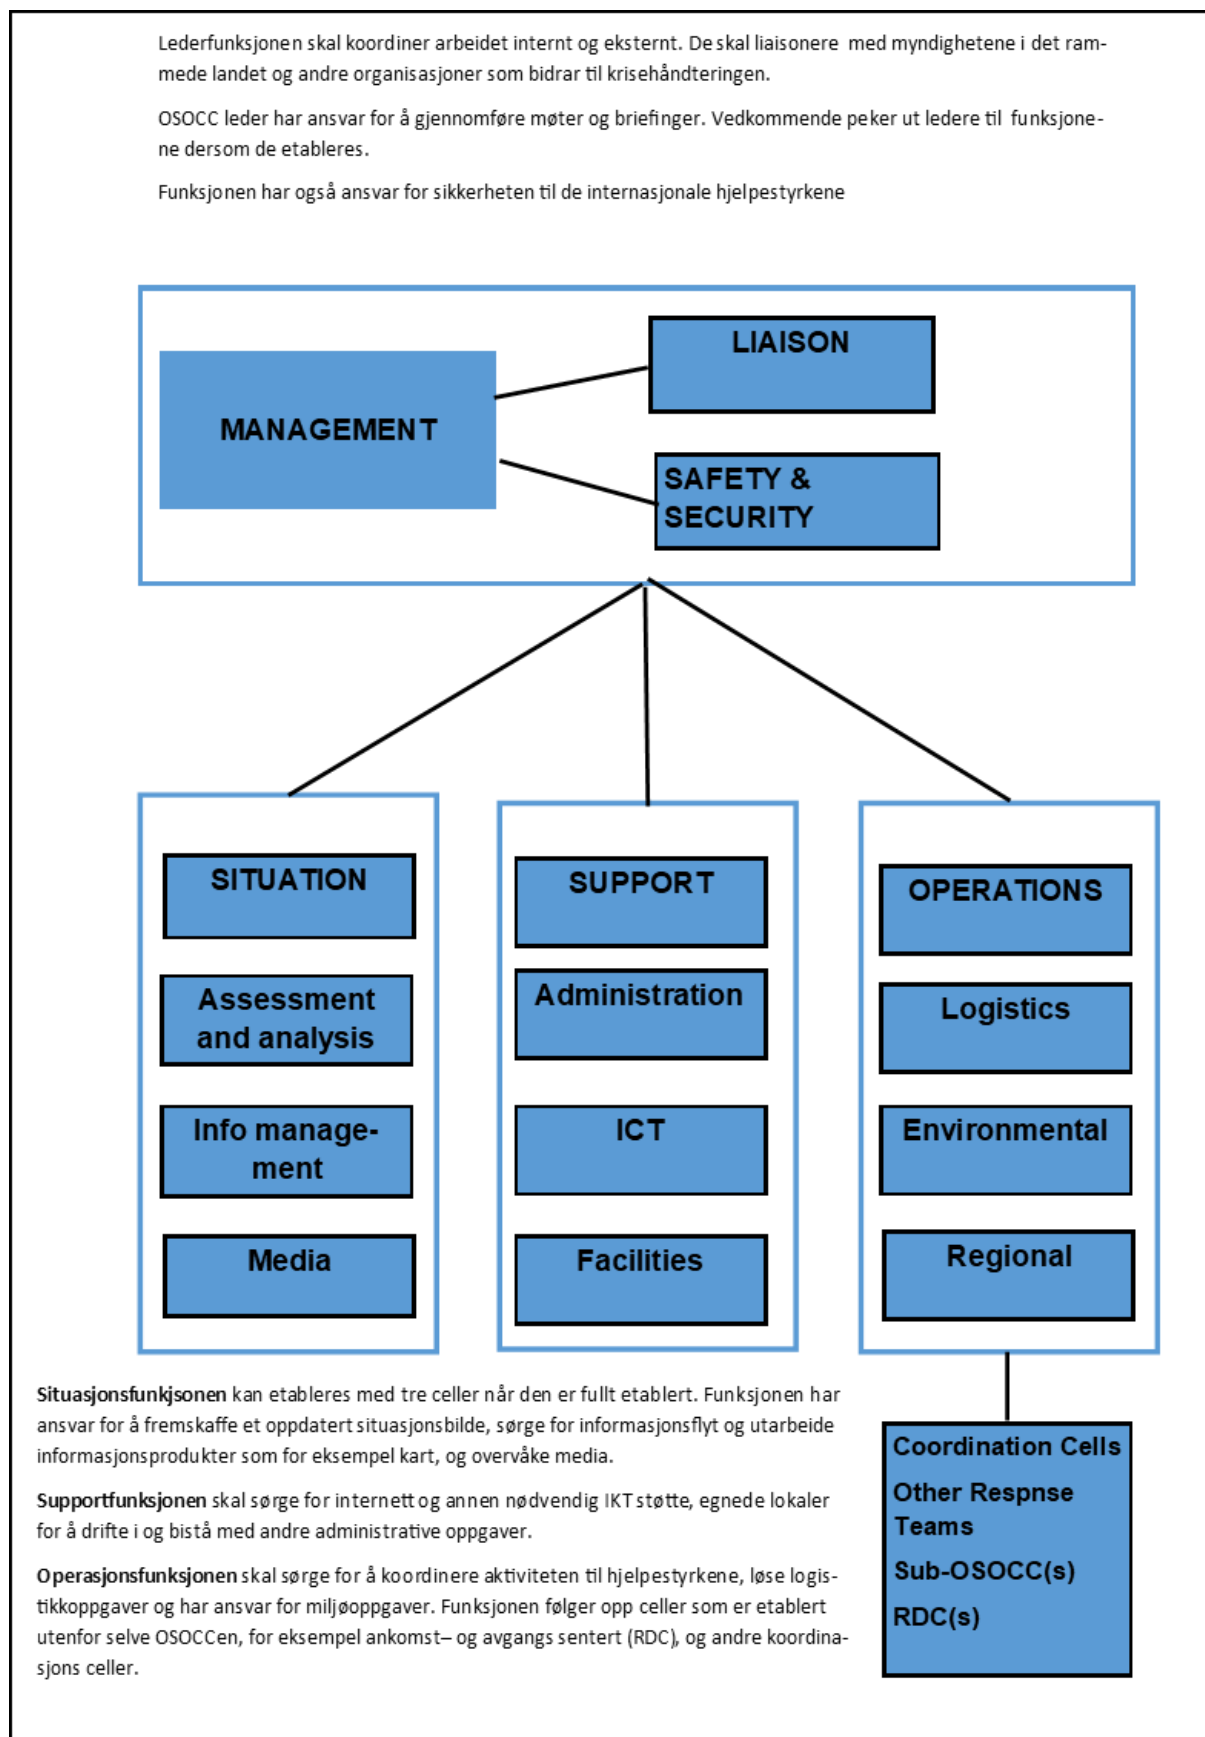 Lederfunksjonen skal koordiner arbeidet internt og eksternt. De skal liaisonere med myndighetene i det ram-
mede landet og andre organisasjoner som bidrar til krisehåndteringen.
OSOCC leder har ansvar for å gjennomføre møter og briefinger. Vedkommende peker ut ledere til funksjone-
ne dersom de etableres.
Funksjonen har også ansvar for sikkerheten til de internasjonale hjelpestyrkene
LIAISON
MANAGEMENT
SAFETY &
SECURITY
SITUATION
Assessment
and analysis
Info manage-
ment
Media
SUPPORT
Administration
ICT
Facilities
OPERATIONS
Logistics
Environmental
Regional
Coordination Cells
Other Respnse
Teams
Sub-OSOCC(s)
RDC(s)
Situasjonsfunkjsonen kan etableres med tre celler når den er fullt etablert. Funksjonen har
ansvar for å fremskaffe et oppdatert situasjonsbilde, sørge for informasjonsflyt og utarbeide
informasjonsprodukter som for eksempel kart, og overvåke media.
Supportfunksjonen skal sørge for internett og annen nødvendig IKT støtte, egnede lokaler
for å drifte i og bistå med andre administrative oppgaver.
Operasjonsfunksjonen skal sørge for å koordinere aktiviteten til hjelpestyrkene, løse logis-
tikkoppgaver og har ansvar for miljøoppgaver. Funksjonen følger opp celler som er etablert
utenfor selve OSOCCen, for eksempel ankomst– og avgangs sentert (RDC), og andre koordina-
sjons celler.